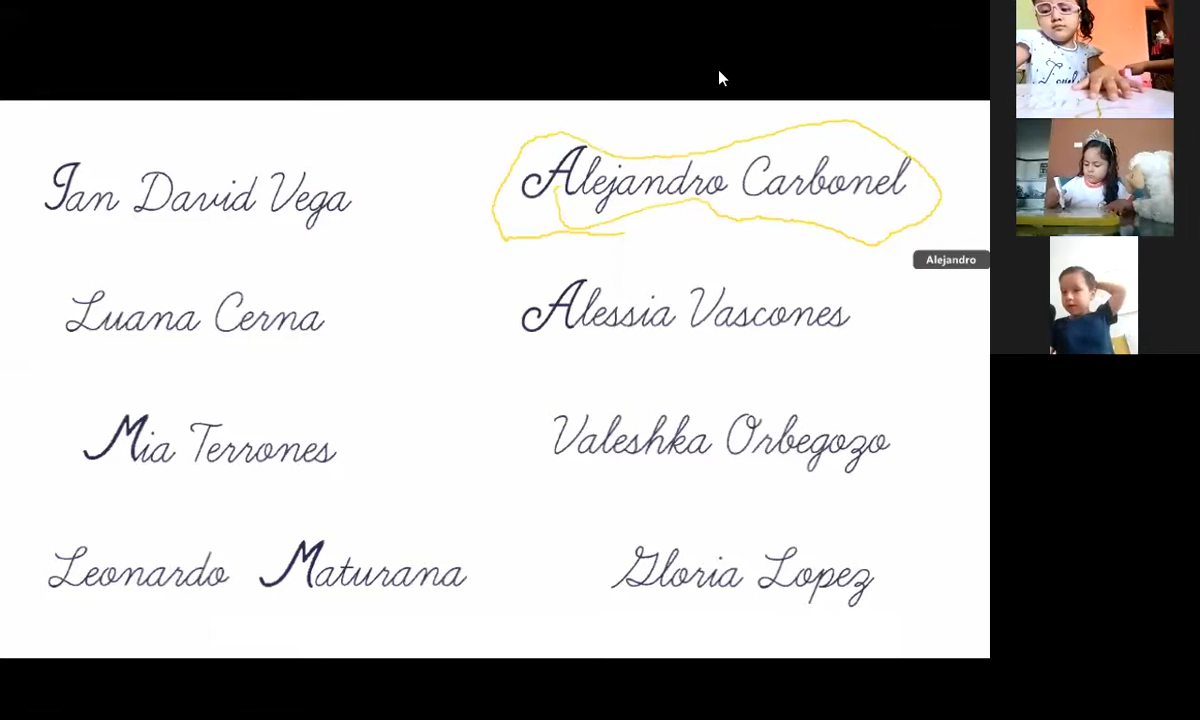 Ian David Vega
Alejandro Carbonel
Alejandro
Luana Cerna
Alessia Vascones
Mia Terrones
Valeshka Orbegozo
Leonardo Maturana
Gloria Lopez